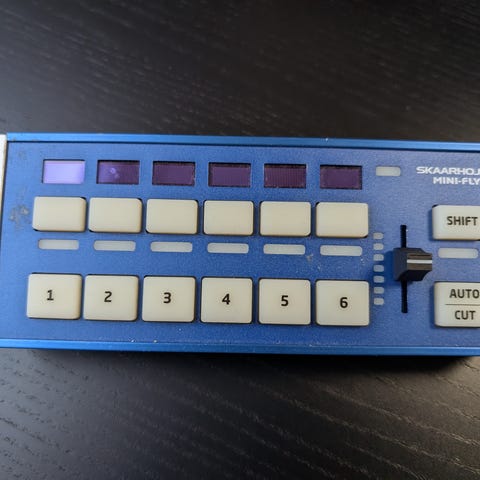 SKAARHOJ
MINI-FLY
SHIFT
1 2 3 4 5 6
AUTO
CUT